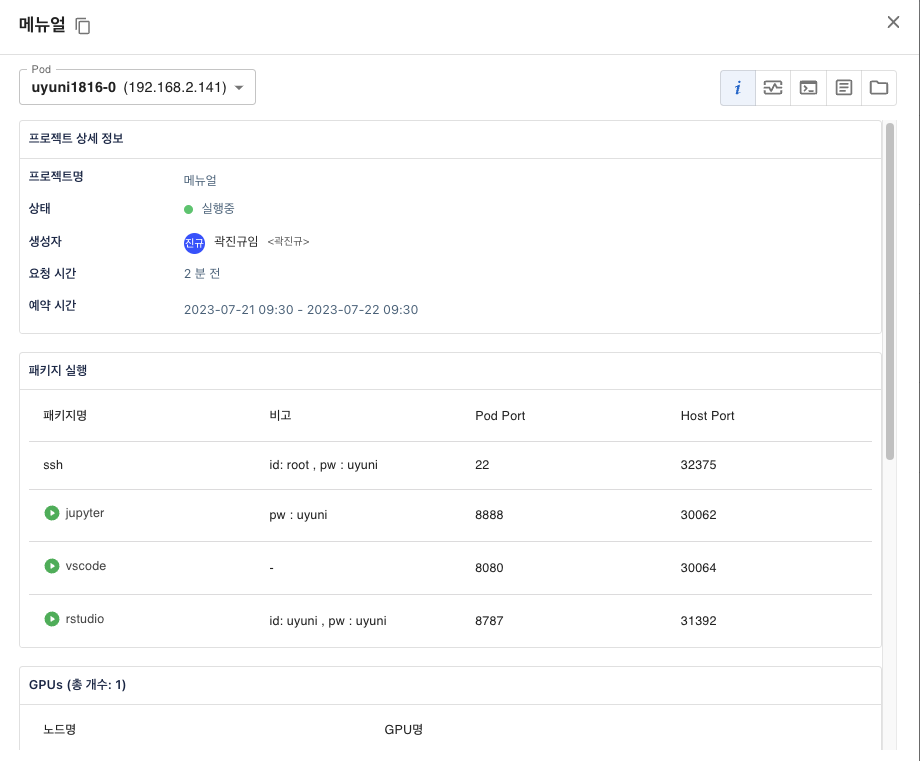 메뉴얼
Pod
uyuni1816-0 (192.168.2.141)
i
프로젝트 상세 정보
프로젝트명 메뉴얼
상태 실행중
생성자 진규 곽진규임 <곽진규>
요청 시간 2 분 전
예약 시간 2023-07-21 09:30 - 2023-07-22 09:30
패키지 실행
패키지명 비고 Pod Port Host Port
ssh id: root , pw : uyuni 22 32375
jupyter pw : uyuni 8888 30062
vscode - 8080 30064
rstudio id: uyuni , pw : uyuni 8787 31392
GPUs (총 개수: 1)
노드명 GPU명